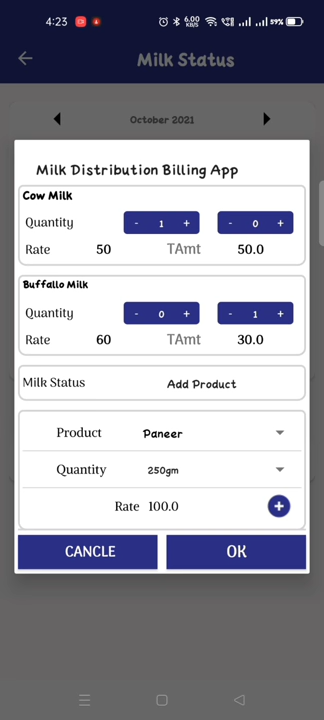 4:23 6.00 KB/S 59%
Milk Status
October 2021
Milk Distribution Billing App
Cow Milk
Quantity - 1 + - 0 +
Rate 50 TAmt 50.0
Buffallo Milk
Quantity - 0 + - 1 +
Rate 60 TAmt 30.0
Milk Status Add Product
Product Paneer
Quantity 250gm
Rate 100.0 +
CANCLE OK